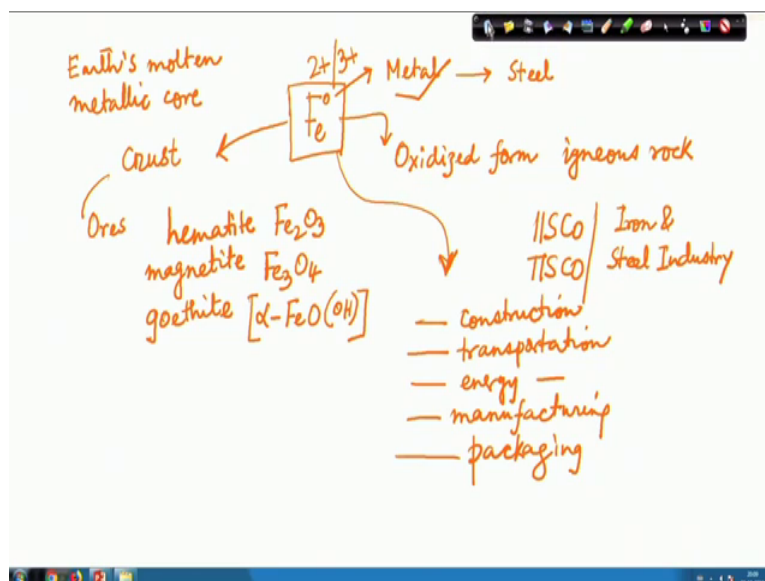 Earth's molten
metallic core
2+/3+
Fe⁰
Metal → Steel
Crust
Oxidized form igneous rock
Ores hematite Fe₂O₃
magnetite Fe₃O₄
goethite [α-FeO(OH)]
IISCO
TISCO
Iron &
Steel Industry
— construction
— transportation
— energy —
— manufacturing
— packaging